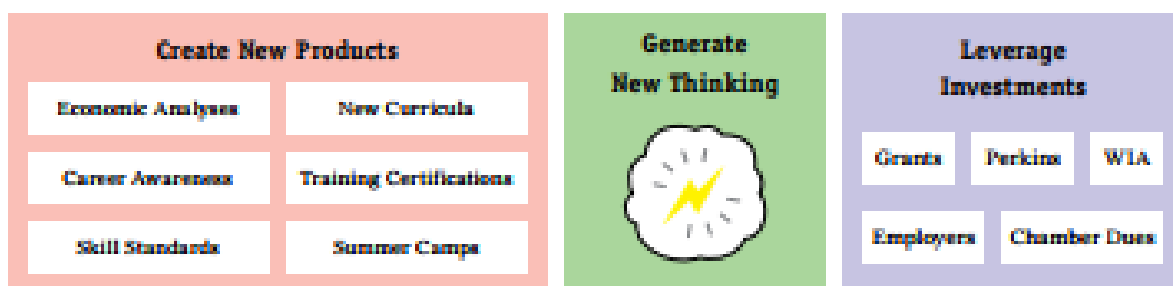 Create New Products
Economic Analyses
New Curricula
Career Awareness
Training Certifications
Skill Standards
Summer Camps
Generate
New Thinking
Leverage
Investments
Grants
Perkins
WIA
Employers
Chamber Dues